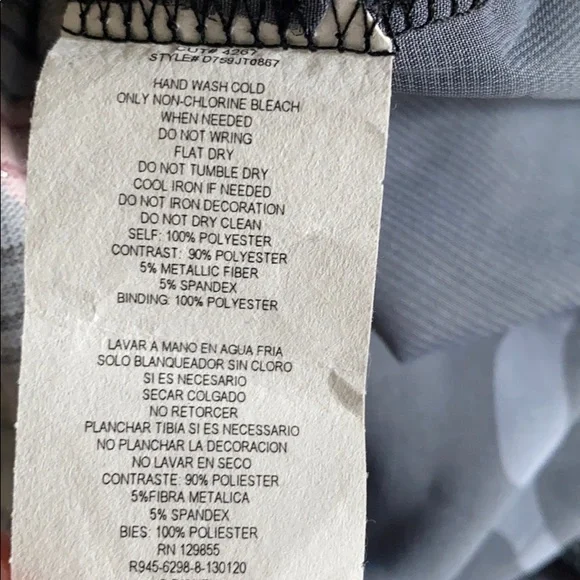 CUT# 4267
STYLE# D759JT0867
HAND WASH COLD
ONLY NON-CHLORINE BLEACH
WHEN NEEDED
DO NOT WRING
FLAT DRY
DO NOT TUMBLE DRY
COOL IRON IF NEEDED
DO NOT IRON DECORATION
DO NOT DRY CLEAN
SELF: 100% POLYESTER
CONTRAST: 90% POLYESTER
5% METALLIC FIBER
5% SPANDEX
BINDING: 100% POLYESTER
LAVAR A MANO EN AGUA FRIA
SOLO BLANQUEADOR SIN CLORO
SI ES NECESARIO
SECAR COLGADO
NO RETORCER
PLANCHAR TIBIA SI ES NECESSARIO
NO PLANCHAR LA DECORACION
NO LAVAR EN SECO
CONTRASTE: 90% POLIESTER
5%FIBRA METALICA
5% SPANDEX
BIES: 100% POLIESTER
RN 129855
R945-6298-8-130120